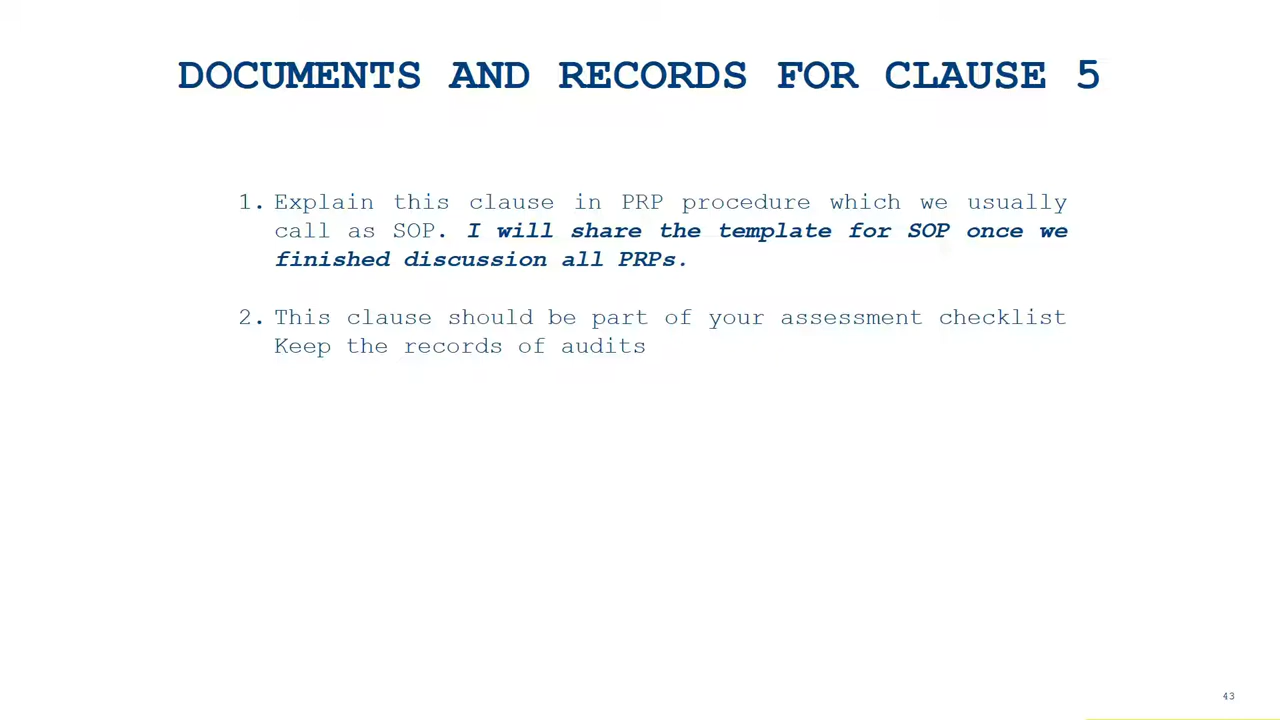 DOCUMENTS AND RECORDS FOR CLAUSE 5
1. Explain this clause in PRP procedure which we usually
call as SOP. I will share the template for SOP once we
finished discussion all PRPs.
2. This clause should be part of your assessment checklist
Keep the records of audits
43